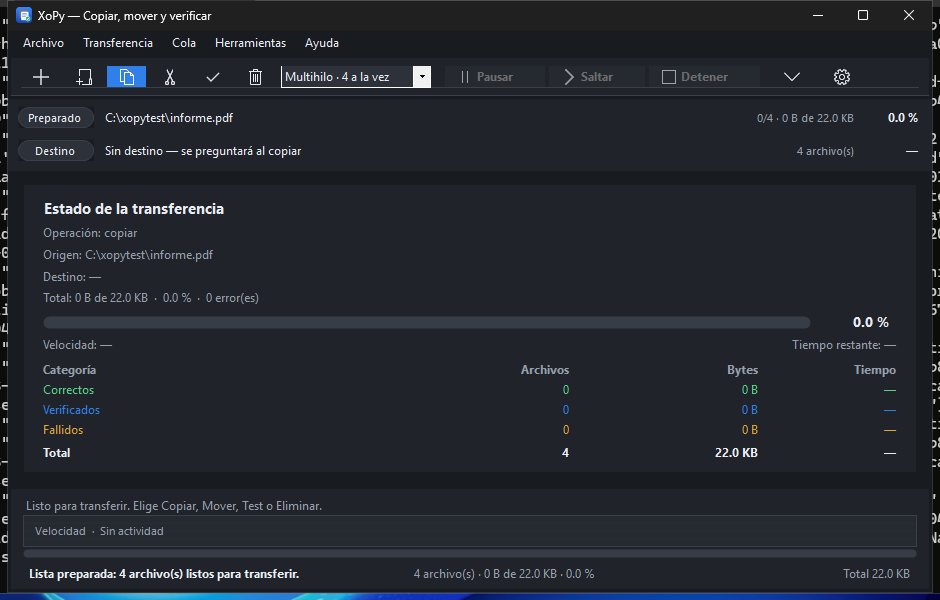 XoPy — Copiar, mover y verificar
Archivo Transferencia Cola Herramientas Ayuda
Multihilo · 4 a la vez Pausar Saltar Detener
Preparado C:\xopytest\informe.pdf 0/4 · 0 B de 22.0 KB 0.0 %
Destino Sin destino — se preguntará al copiar 4 archivo(s) —
Estado de la transferencia
Operación: copiar
Origen: C:\xopytest\informe.pdf
Destino: —
Total: 0 B de 22.0 KB · 0.0 % · 0 error(es)
0.0 %
Velocidad: — Tiempo restante: —
Categoría Archivos Bytes Tiempo
Correctos 0 0 B —
Verificados 0 0 B —
Fallidos 0 0 B —
Total 4 22.0 KB —
Listo para transferir. Elige Copiar, Mover, Test o Eliminar.
Velocidad · Sin actividad
Lista preparada: 4 archivo(s) listos para transferir. 4 archivo(s) · 0 B de 22.0 KB · 0.0 % Total 22.0 KB